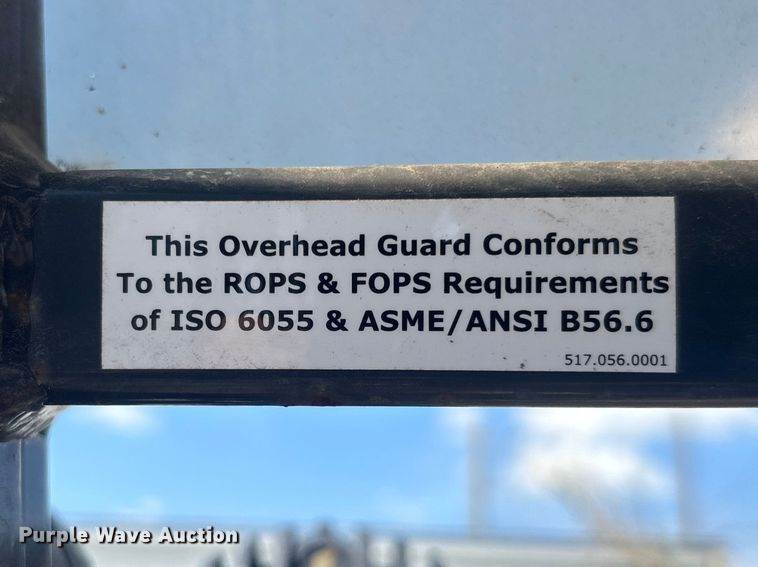 This Overhead Guard Conforms
To the ROPS & FOPS Requirements
of ISO 6055 & ASME/ANSI B56.6
517.056.0001
Purple Wave Auction